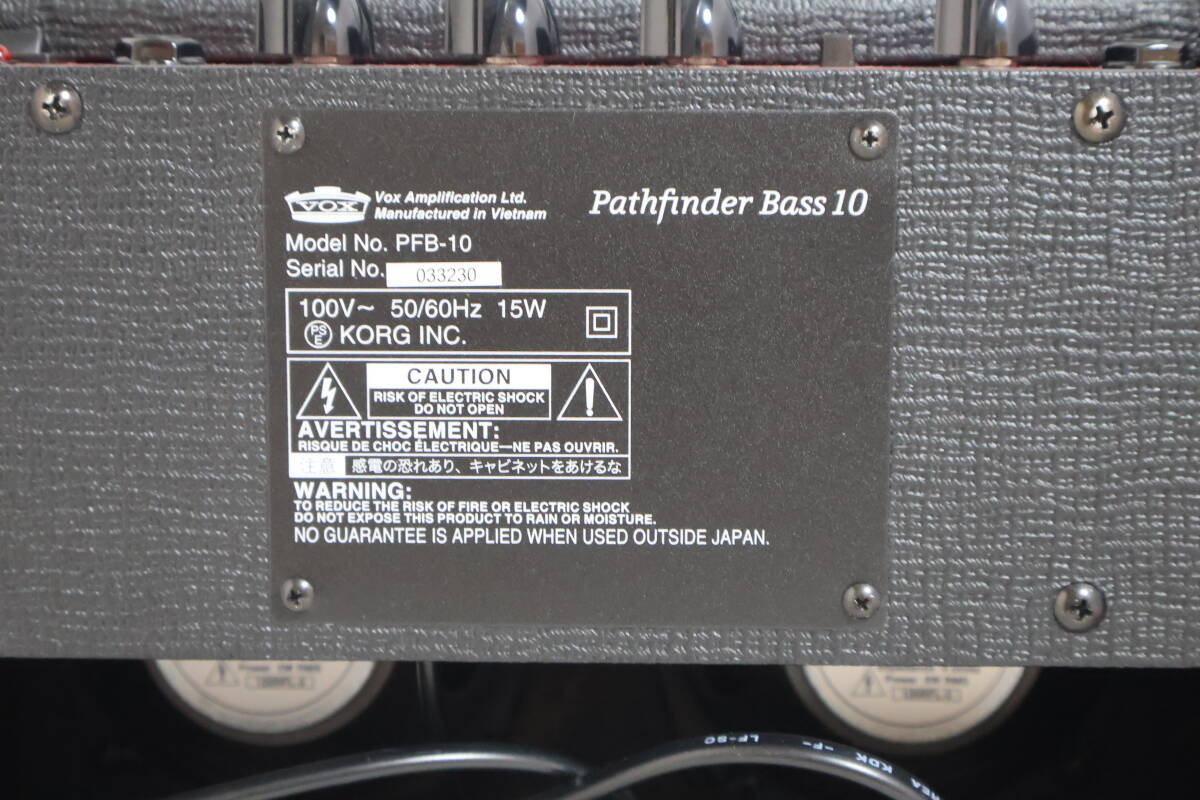 VOX
Vox Amplification Ltd.
Manufactured in Vietnam
Pathfinder Bass 10
Model No. PFB-10
Serial No. 033230
100V~ 50/60Hz 15W
PS
E
KORG INC.
CAUTION
RISK OF ELECTRIC SHOCK
DO NOT OPEN
AVERTISSEMENT:
RISQUE DE CHOC ÉLECTRIQUE—NE PAS OUVRIR.
注意 感電の恐れあり、キャビネットをあけるな
WARNING:
TO REDUCE THE RISK OF FIRE OR ELECTRIC SHOCK
DO NOT EXPOSE THIS PRODUCT TO RAIN OR MOISTURE.
NO GUARANTEE IS APPLIED WHEN USED OUTSIDE JAPAN.
LF-SC KDK -F-